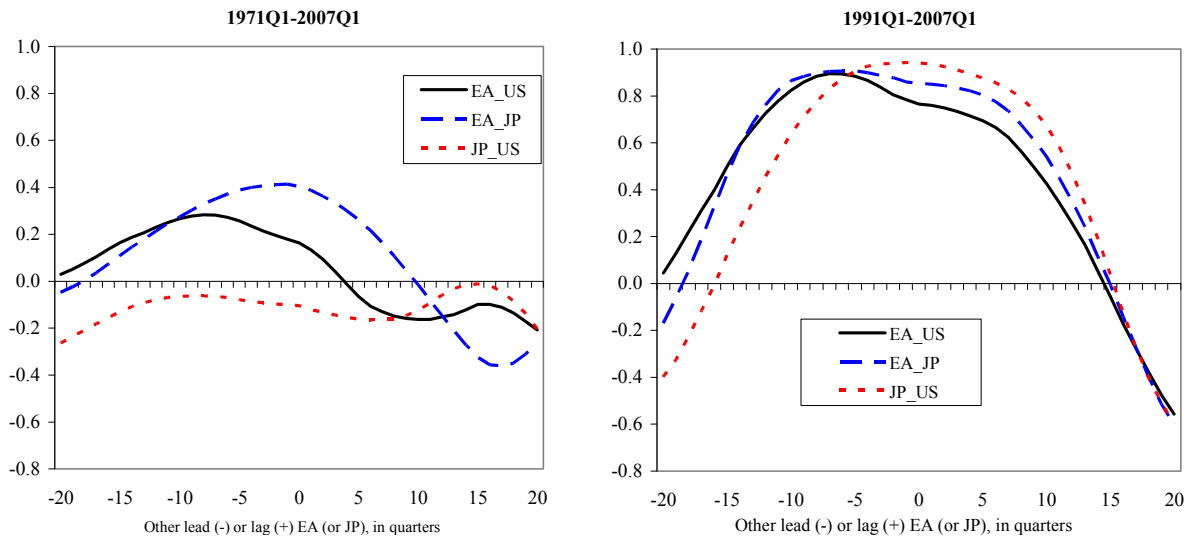 1971Q1-2007Q1
1.0
0.8
0.6
0.4
0.2
0.0
-0.2
-0.4
-0.6
-0.8
EA_US
EA_JP
JP_US
-20 -15 -10 -5 0 5 10 15 20
Other lead (-) or lag (+) EA (or JP), in quarters
1991Q1-2007Q1
1.0
0.8
0.6
0.4
0.2
0.0
-0.2
-0.4
-0.6
-0.8
EA_US
EA_JP
JP_US
-20 -15 -10 -5 0 5 10 15 20
Other lead (-) or lag (+) EA (or JP), in quarters